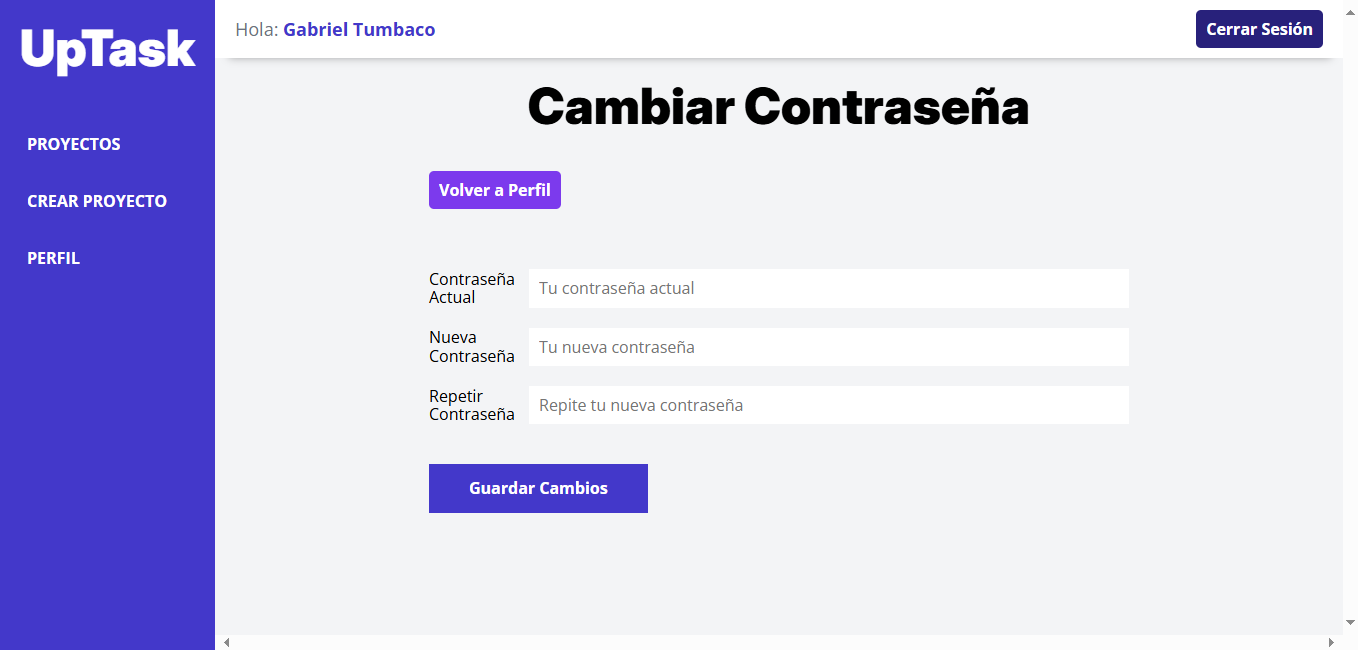 UpTask
PROYECTOS
CREAR PROYECTO
PERFIL
Hola: Gabriel Tumbaco
Cerrar Sesión
Cambiar Contraseña
Volver a Perfil
Contraseña
Actual
Tu contraseña actual
Nueva
Contraseña
Tu nueva contraseña
Repetir
Contraseña
Repite tu nueva contraseña
Guardar Cambios